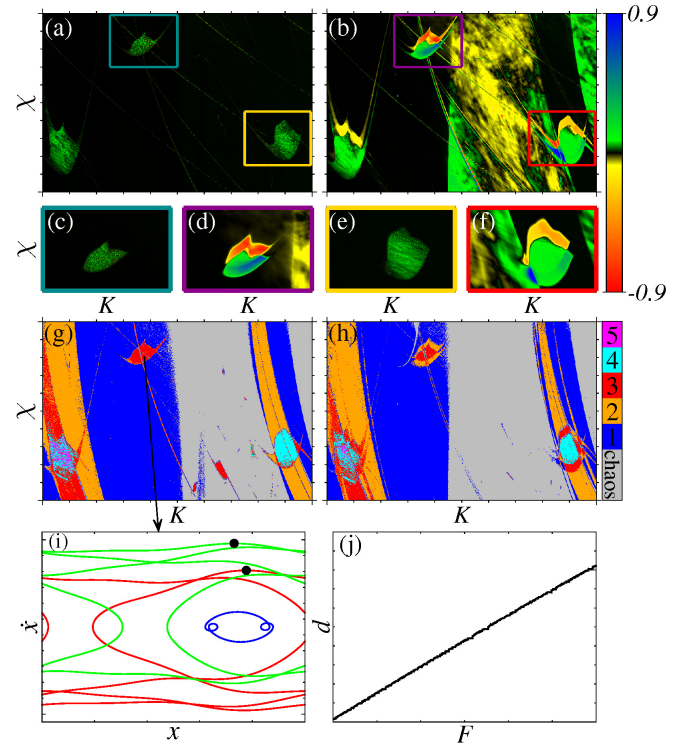 (a)
(b)
0.9
χ
(c)
(d)
(e)
(f)
χ
-0.9
K
K
K
K
(g)
(h)
5
4
3
2
1
chaos
χ
K
K
(i)
(j)
ẋ
d
x
F